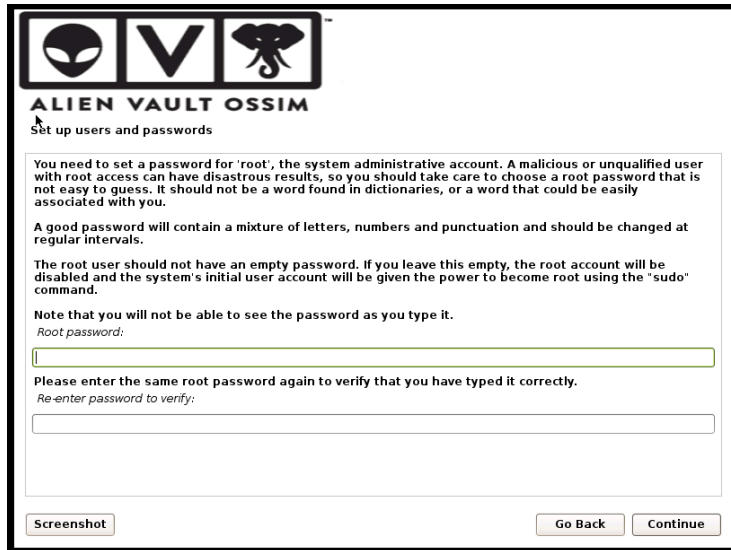 ALIEN VAULT OSSIM
Set up users and passwords
You need to set a password for 'root', the system administrative account. A malicious or unqualified user
with root access can have disastrous results, so you should take care to choose a root password that is
not easy to guess. It should not be a word found in dictionaries, or a word that could be easily
associated with you.
A good password will contain a mixture of letters, numbers and punctuation and should be changed at
regular intervals.
The root user should not have an empty password. If you leave this empty, the root account will be
disabled and the system's initial user account will be given the power to become root using the "sudo"
command.
Note that you will not be able to see the password as you type it.
Root password:
Please enter the same root password again to verify that you have typed it correctly.
Re-enter password to verify:
Screenshot
Go Back
Continue